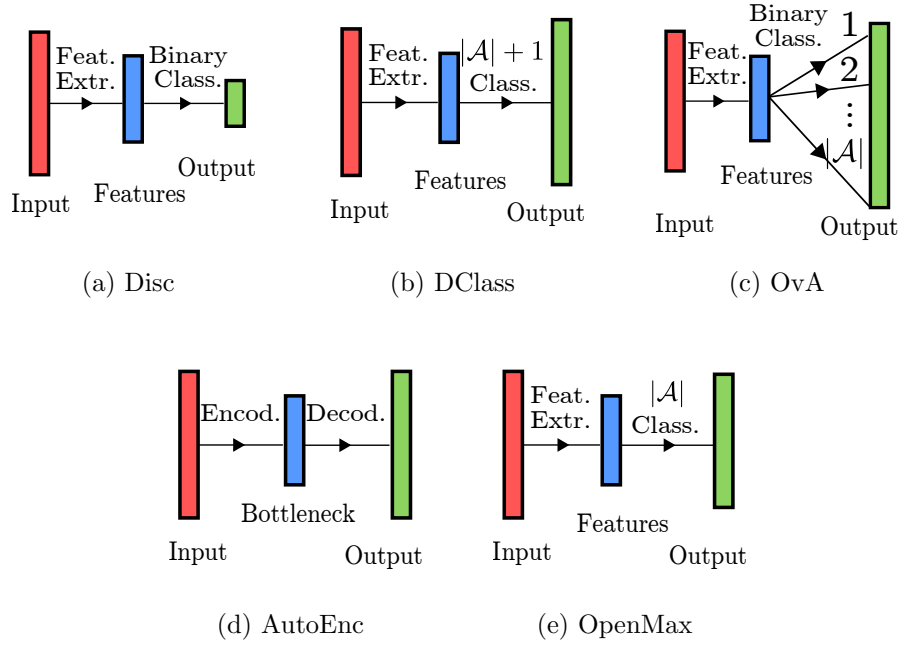 Feat.
Extr.
Binary
Class.
Input
Features
Output
(a) Disc
Feat.
Extr.
|𝒜| + 1
Class.
Input
Features
Output
(b) DClass
Feat.
Extr.
Binary
Class.
1
2
⋮
|𝒜|
Input
Features
Output
(c) OvA
Encod.
Decod.
Input
Bottleneck
Output
(d) AutoEnc
Feat.
Extr.
|𝒜|
Class.
Input
Features
Output
(e) OpenMax